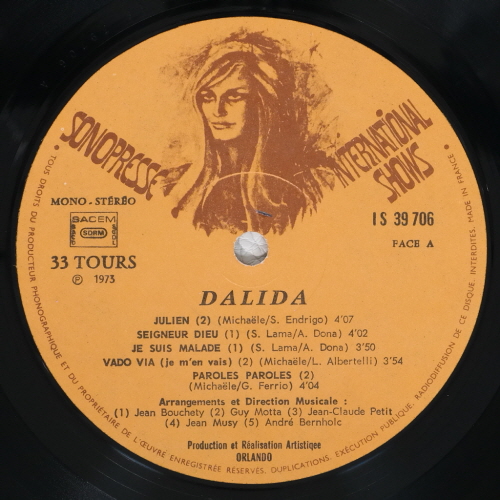 SONOPRESSE
INTERNATIONAL
SHOWS
MONO - STÉRÉO
SACEM
SDRM
33 TOURS
℗ 1973
IS 39 706
FACE A
DALIDA
JULIEN (2) (Michaële/S. Endrigo) 4'07
SEIGNEUR DIEU (1) (S. Lama/A. Dona) 4'02
JE SUIS MALADE (1) (S. Lama/A. Dona) 3'50
VADO VIA (je m'en vais) (2) (Michaële/L. Albertelli) 3'54
PAROLES PAROLES (2)
(Michaële/G. Ferrio) 4'04
Arrangements et Direction Musicale :
(1) Jean Bouchety (2) Guy Motta (3) Jean-Claude Petit
(4) Jean Musy (5) André Bernholc
Production et Réalisation Artistique
ORLANDO
TOUS DROITS DU PRODUCTEUR PHONOGRAPHIQUE ET DU PROPRIÉTAIRE DE L'ŒUVRE ENREGISTRÉE RÉSERVÉS. DUPLICATIONS, EXÉCUTION PUBLIQUE, RADIODIFFUSION DE CE DISQUE, INTERDITES. MADE IN FRANCE.